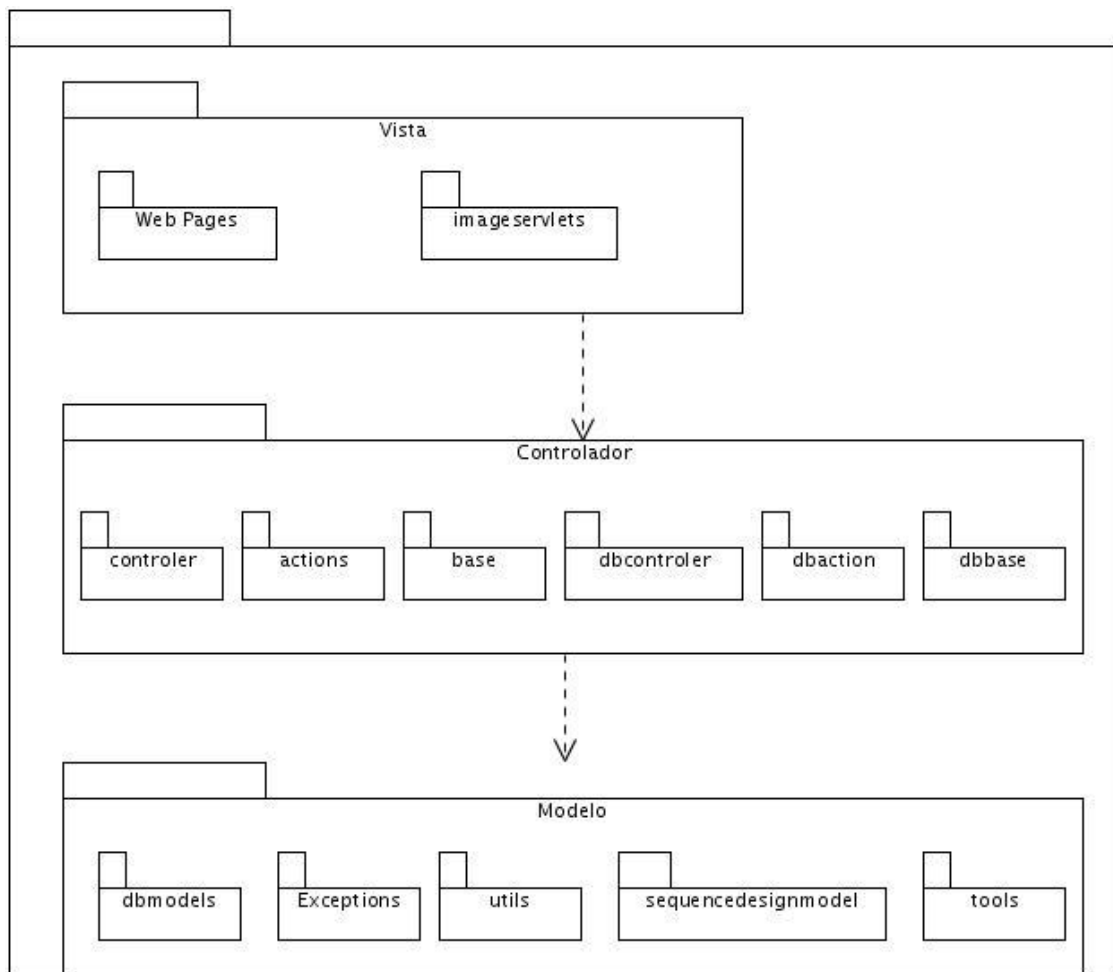 Vista
Web Pages
imageservlets
Controlador
controler
actions
base
dbcontroler
dbaction
dbbase
Modelo
dbmodels
Exceptions
utils
sequencedesignmodel
tools